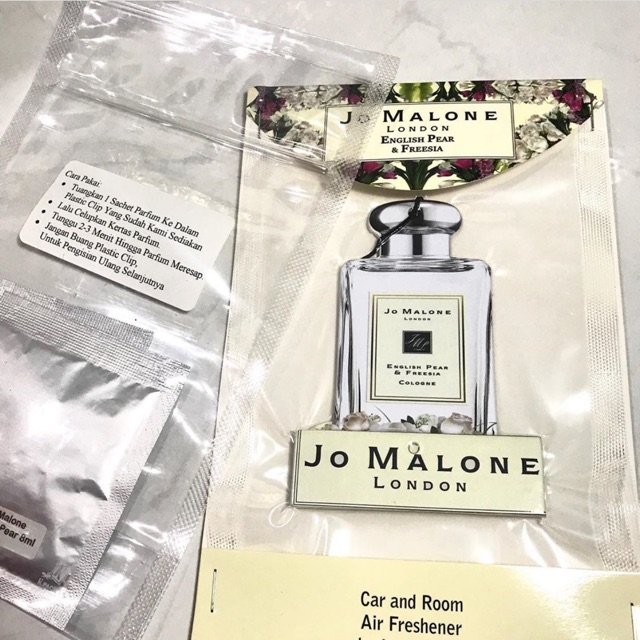 JO MALONE
LONDON
ENGLISH PEAR
& FREESIA
Cara Pakai:
• Tuangkan 1 Sachet Parfum Ke Dalam
Plastic Clip Yang Sudah Kami Sediakan
• Lalu Celupkan Kertas Parfum.
• Tunggu 2-3 Menit Hingga Parfum Meresap.
Jangan Buang Plastic Clip,
Untuk Pengisian Ulang Selanjutnya
JO MALONE
LONDON
ENGLISH PEAR
& FREESIA
COLOGNE
JO MALONE
LONDON
Malone
Pear 8ml
Car and Room
Air Freshener